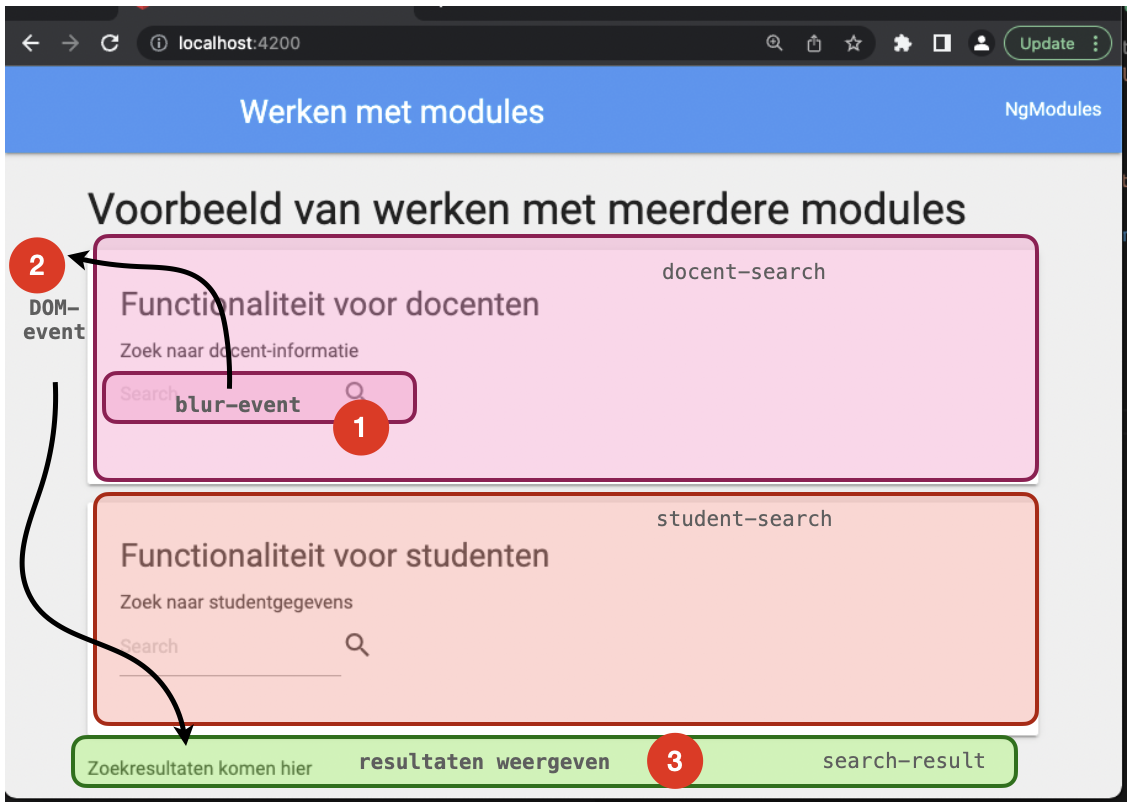 localhost:4200
Update
Werken met modules
NgModules
Voorbeeld van werken met meerdere modules
2
DOM-
event
docent-search
Functionaliteit voor docenten
Zoek naar docent-informatie
Search
blur-event
1
student-search
Functionaliteit voor studenten
Zoek naar studentgegevens
Search
Zoekresultaten komen hier
resultaten weergeven
3
search-result